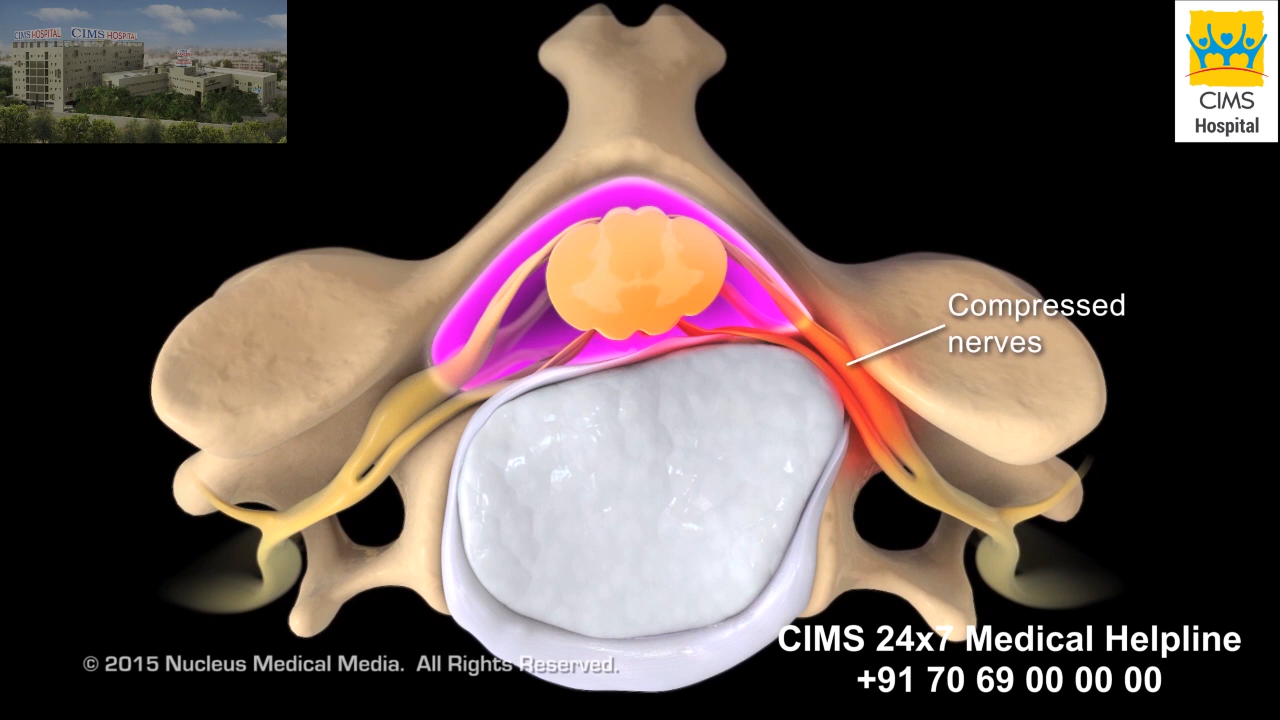 CIMS HOSPITAL CIMS HOSPITAL
CIMS
Hospital
Compressed
nerves
CIMS 24x7 Medical Helpline
+91 70 69 00 00 00
© 2015 Nucleus Medical Media. All Rights Reserved.